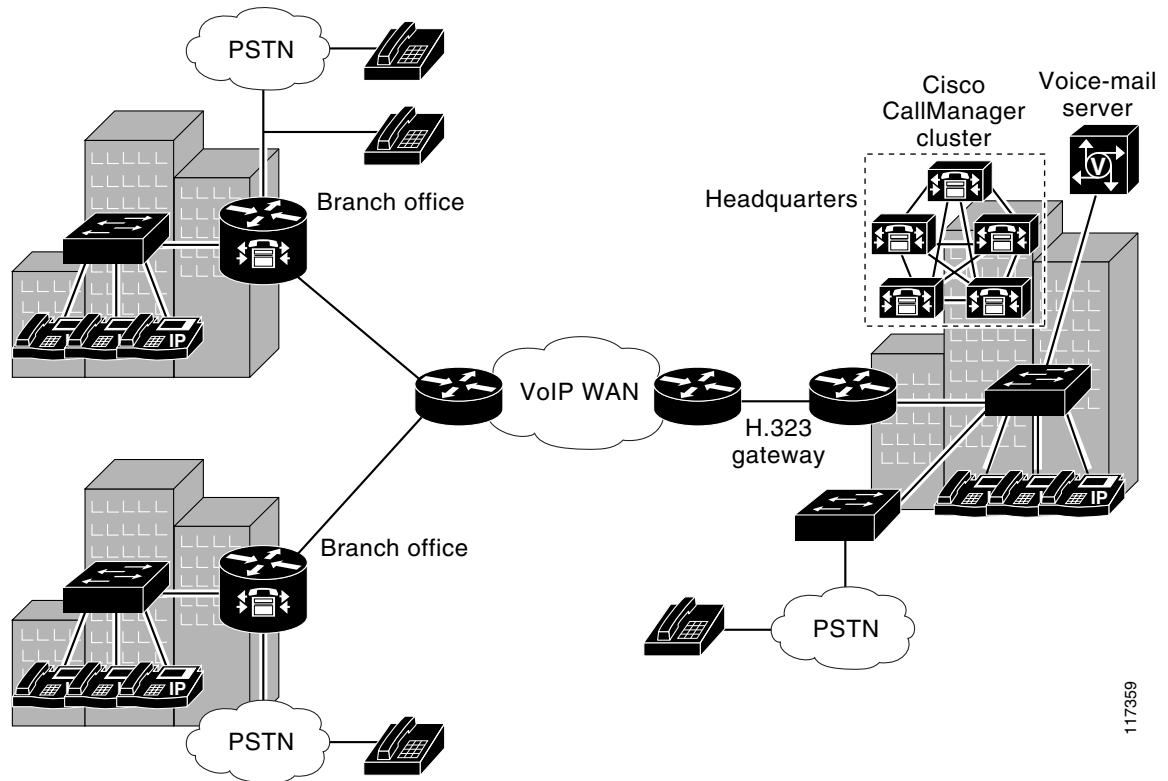 PSTN
Cisco
CallManager
cluster
Voice-mail
server
Headquarters
Branch office
IP
VoIP WAN
H.323
gateway
IP
Branch office
IP
PSTN
PSTN
V
117359